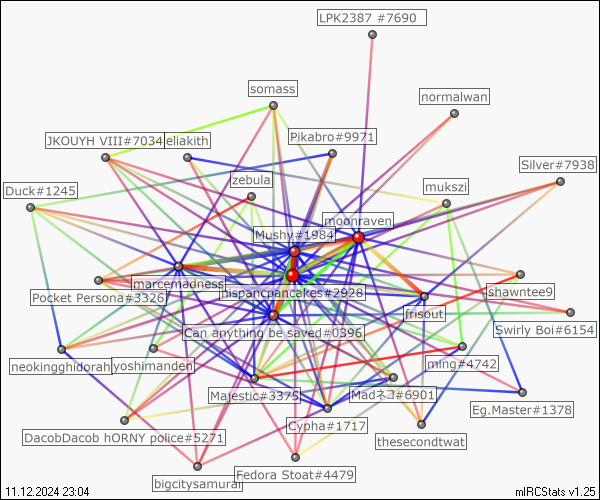 LPK2387 #7690
somass
normalwan
JKOUYH VIII#7034
eliakith
Pikabro#9971
Silver#7938
zebula
mukszi
Duck#1245
moonraven
Mushy#1984
marcemadness
hispanicpancakes#2928
shawntee9
Pocket Persona#3326
frisout
Swirly Boi#6154
Can anything be saved#0396
neokingghidorah
yoshimanden
ming#4742
Majestic#3375
Madネコ#6901
Eg.Master#1378
Cypha#1717
DacobDacob hORNY police#5271
thesecondtwat
Fedora Stoat#4479
bigcitysamurai
11.12.2024 23:04
mIRCStats v1.25